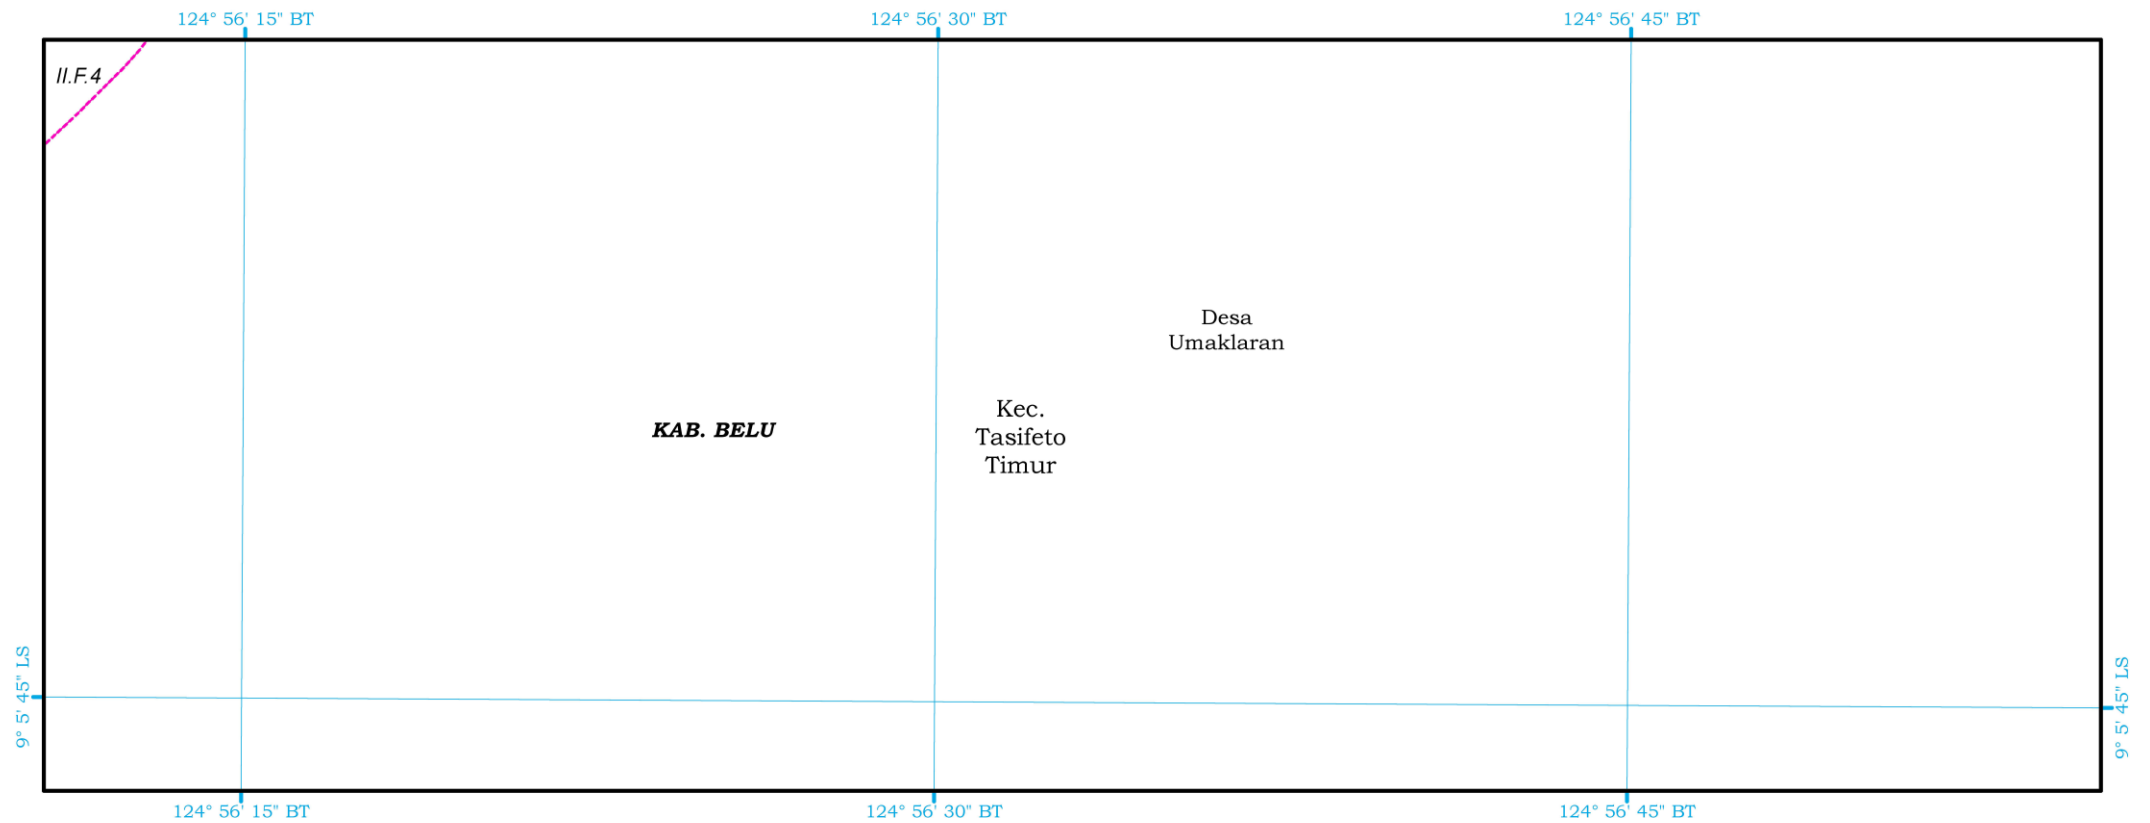 124° 56' 15" BT
124° 56' 30" BT
124° 56' 45" BT
II.F.4
Desa
Umaklaran
Kec.
Tasifeto
Timur
KAB. BELU
9° 5' 45" LS
9° 5' 45" LS
124° 56' 15" BT
124° 56' 30" BT
124° 56' 45" BT